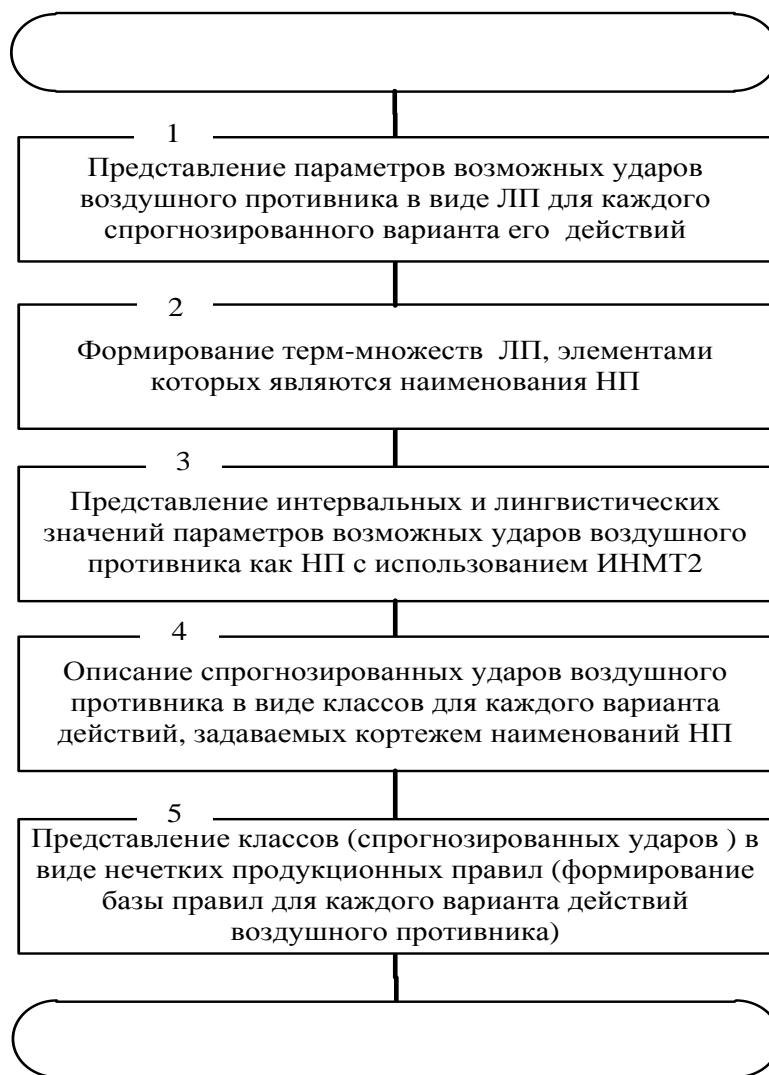 1
Представление параметров возможных ударов
воздушного противника в виде ЛП для каждого
спрогнозированного варианта его действий
2
Формирование терм-множеств ЛП, элементами
которых являются наименования НП
3
Представление интервальных и лингвистических
значений параметров возможных ударов воздушного
противника как НП с использованием ИНМТ2
4
Описание спрогнозированных ударов воздушного
противника в виде классов для каждого варианта
действий, задаваемых кортежем наименований НП
5
Представление классов (спрогнозированных ударов ) в
виде нечетких продукционных правил (формирование
базы правил для каждого варианта действий
воздушного противника)